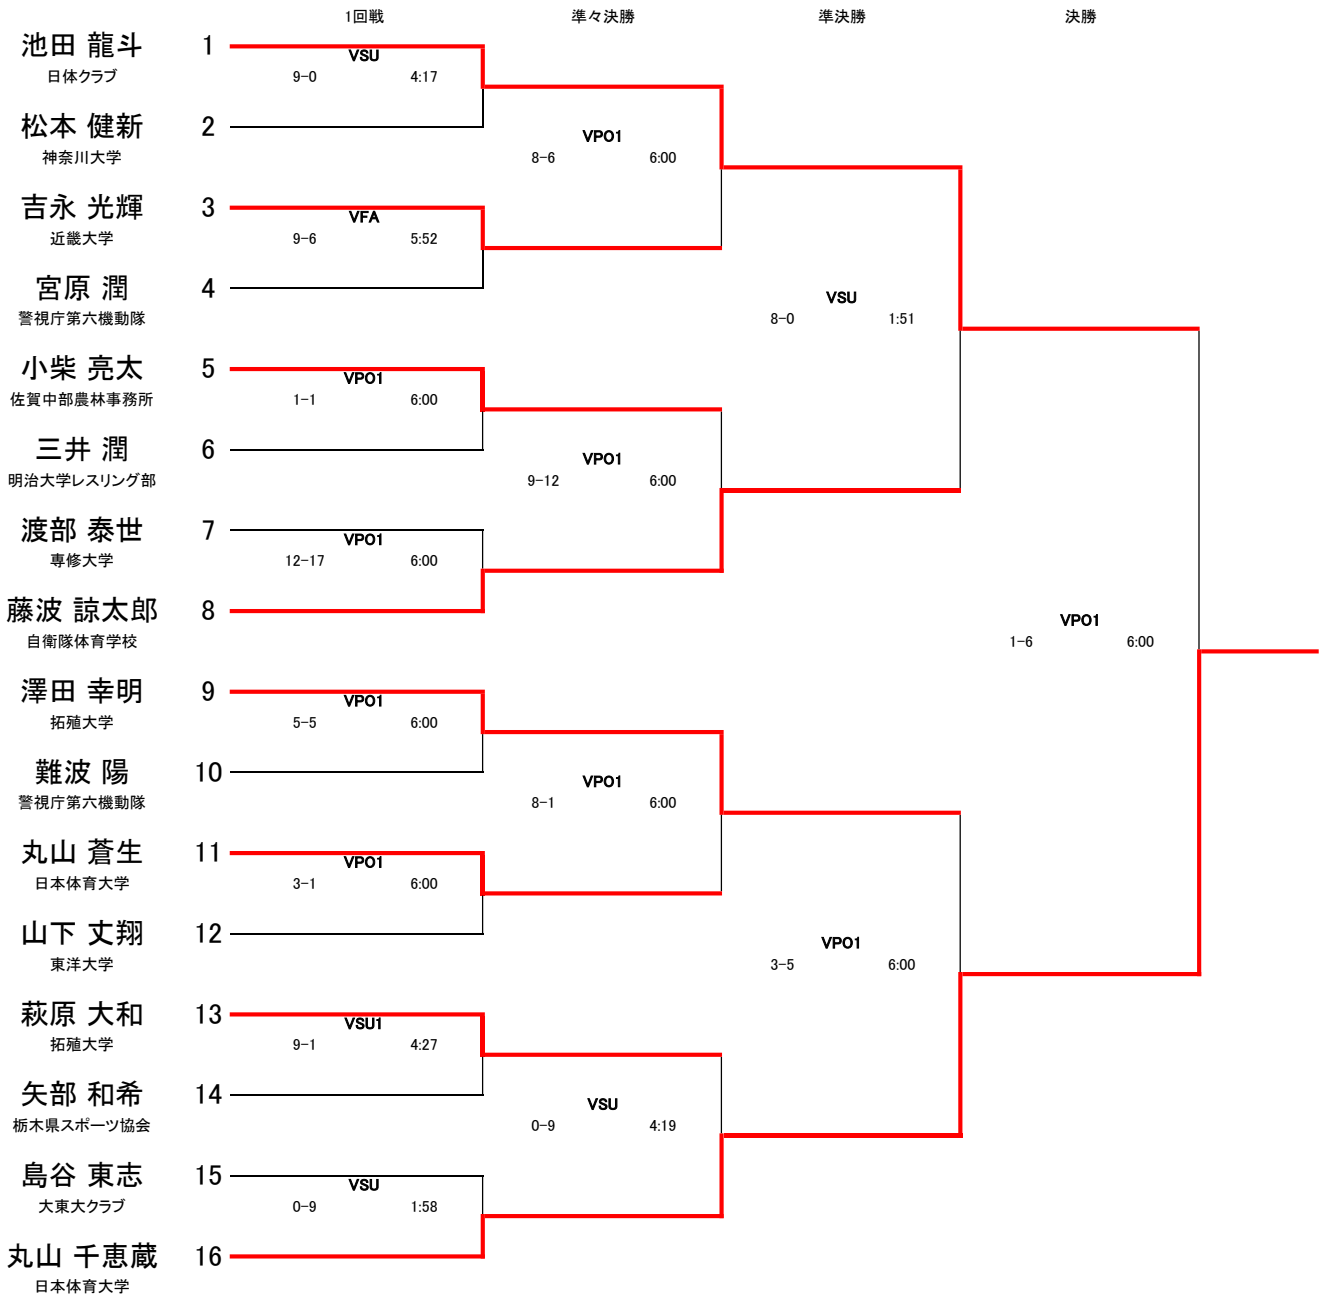 1回戦 準々決勝 準決勝 決勝
池田 龍斗 1
VSU
日体クラブ 9-0 4:17
松本 健新 2
VPO1
神奈川大学 8-6 6:00
吉永 光輝 3
VFA
近畿大学 9-6 5:52
宮原 潤 4
VSU
警視庁第六機動隊 8-0 1:51
小柴 亮太 5
VPO1
佐賀中部農林事務所 1-1 6:00
三井 潤 6
VPO1
明治大学レスリング部 9-12 6:00
渡部 泰世 7
VPO1
専修大学 12-17 6:00
藤波 諒太郎 8
VPO1
自衛隊体育学校 1-6 6:00
澤田 幸明 9
VPO1
拓殖大学 5-5 6:00
難波 陽 10
VPO1
警視庁第六機動隊 8-1 6:00
丸山 蒼生 11
VPO1
日本体育大学 3-1 6:00
山下 丈翔 12
VPO1
東洋大学 3-5 6:00
萩原 大和 13
VSU1
拓殖大学 9-1 4:27
矢部 和希 14
VSU
栃木県スポーツ協会 0-9 4:19
島谷 東志 15
VSU
大東大クラブ 0-9 1:58
丸山 千恵蔵 16
日本体育大学